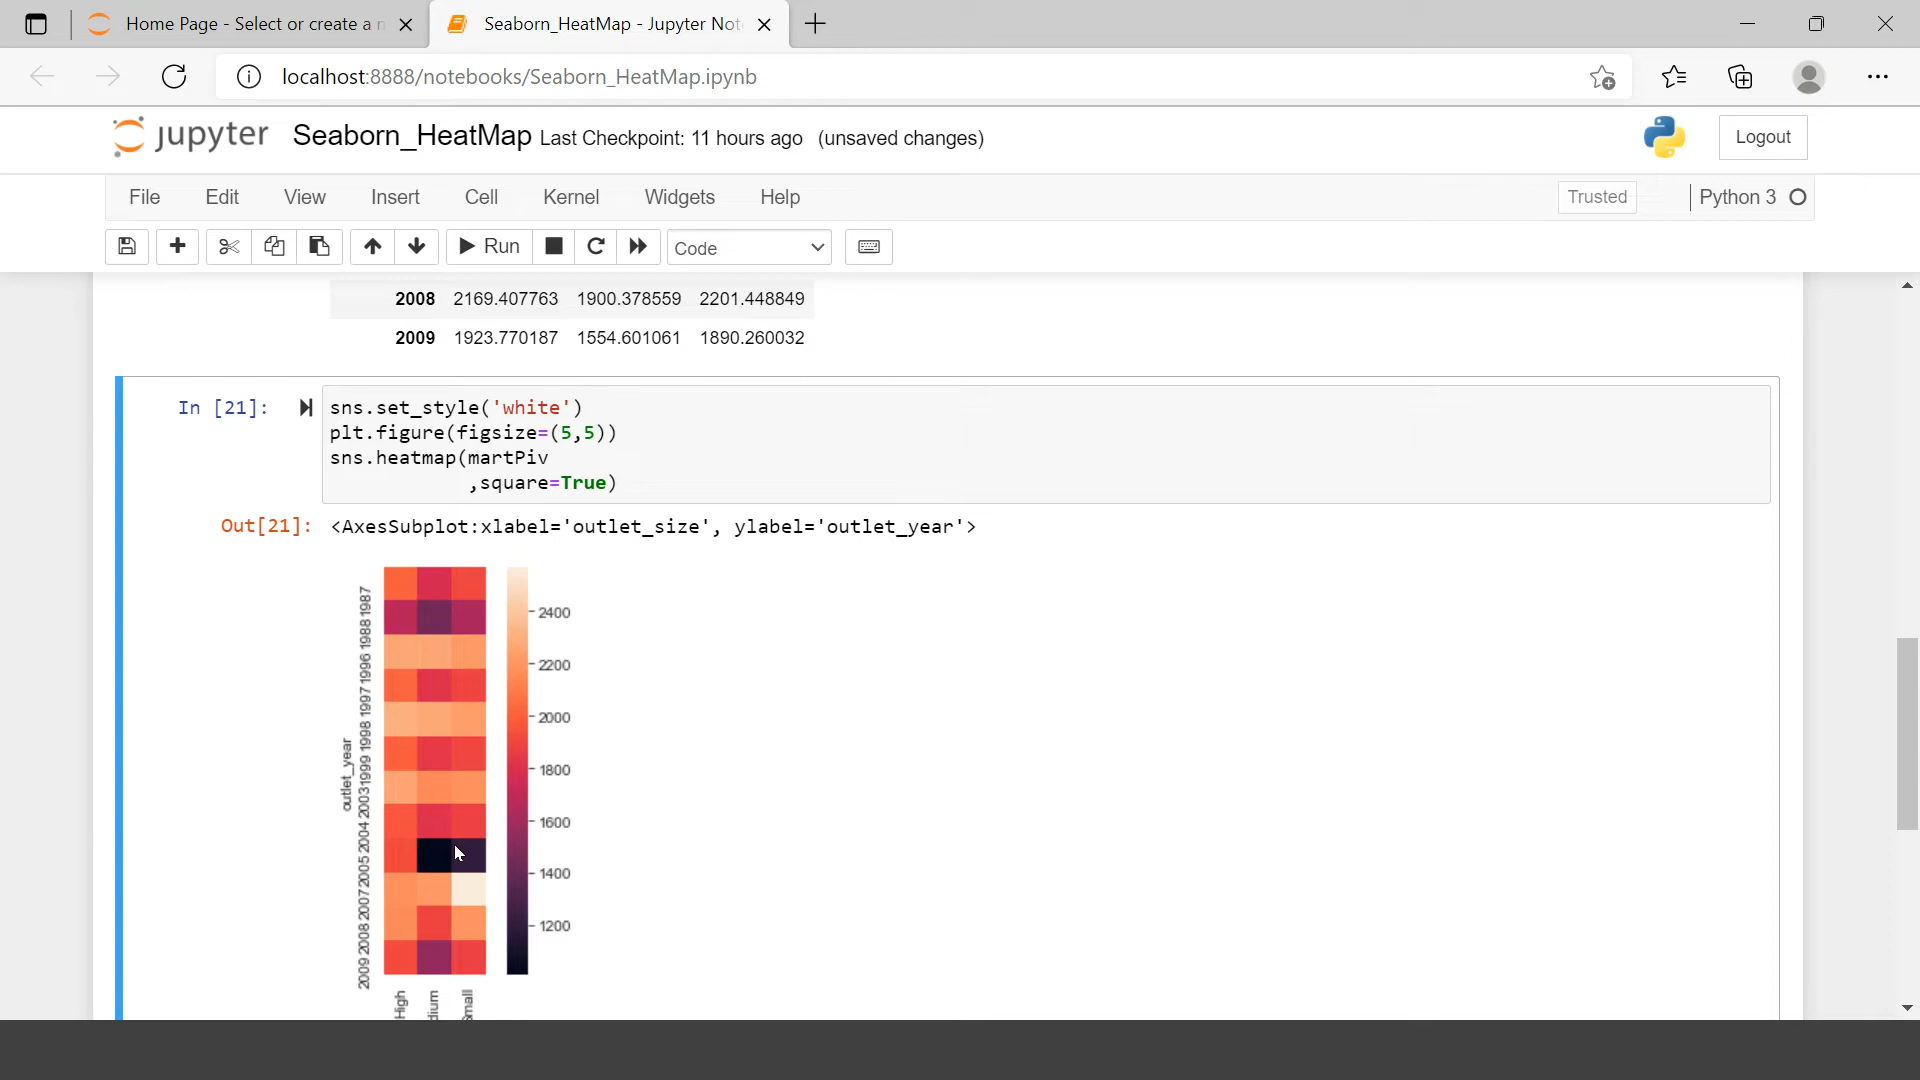 Home Page - Select or create a n
Seaborn_HeatMap - Jupyter Not
localhost:8888/notebooks/Seaborn_HeatMap.ipynb
jupyter Seaborn_HeatMap Last Checkpoint: 11 hours ago (unsaved changes)
Logout
File Edit View Insert Cell Kernel Widgets Help
Trusted Python 3
Run Code
2008 2169.407763 1900.378559 2201.448849
2009 1923.770187 1554.601061 1890.260032
In [21]:
sns.set_style('white')
plt.figure(figsize=(5,5))
sns.heatmap(martPiv
,square=True)
Out[21]: <AxesSubplot:xlabel='outlet_size', ylabel='outlet_year'>
outlet_year
1987
1988
1996
1997
1998
1999
2003
2004
2005
2007
2008
2009
2400
2200
2000
1800
1600
1400
1200
High
dium
Small